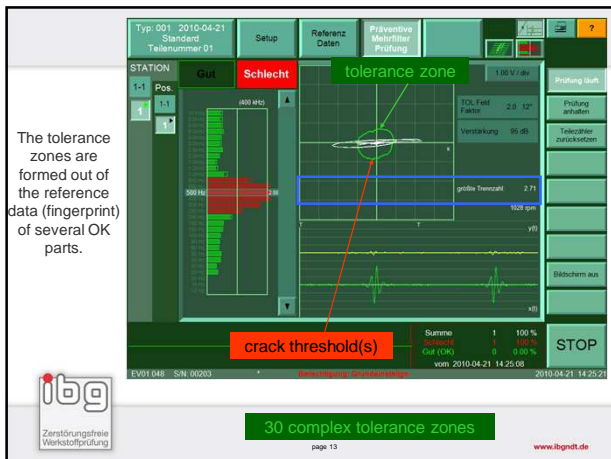 Typ: 001 2010-04-21
Standard
Teilenummer 01
Setup
Referenz
Daten
Präventive
Mehrfilter
Prüfung
?
STATION
1-1
Pos.
1-1
1
1
Gut
Schlecht
(400 kHz)
500 Hz
tolerance zone
1.00 V / div
TOL Feld
Faktor
2.0 12°
Verstärkung 95 dB
x
größte Trennzahl 2.71
1028 rpm
T
T
y(t)
x(t)
Prüfung läuft
Prüfung
anhalten
Teilezähler
zurücksetzen
Bildschirm aus
STOP
The tolerance
zones are
formed out of
the reference
data (fingerprint)
of several OK
parts.
crack threshold(s)
Summe 1 100 %
Schlecht 1 100 %
Gut (OK) 0 0.00 %
vom 2010-04-21 14:25:08
EV01.048 S/N: 00203 * Berechtigung: Grundeinsteige
2010-04-21 14:25:21
ibg
Zerstörungsfreie
Werkstoffprüfung
30 complex tolerance zones
page 13
www.ibgndt.de